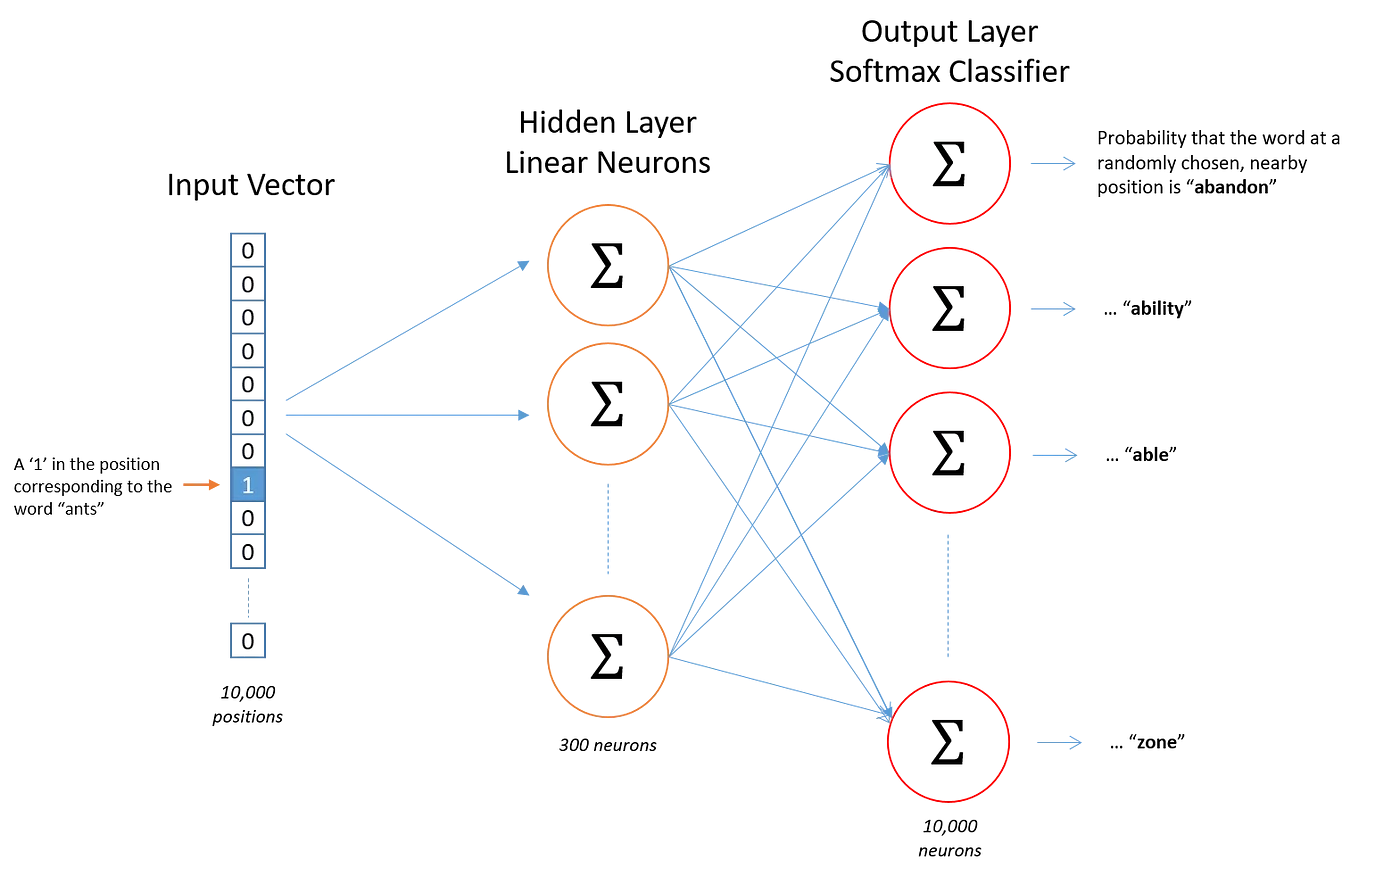 Output Layer
Softmax Classifier
Hidden Layer
Linear Neurons
Input Vector
0
0
0
0
0
0
0
1
0
0
0
A ‘1’ in the position
corresponding to the
word “ants”
10,000
positions
Σ
Σ
Σ
300 neurons
Σ
Σ
Σ
Σ
10,000
neurons
Probability that the word at a
randomly chosen, nearby
position is “abandon”
... “ability”
... “able”
... “zone”